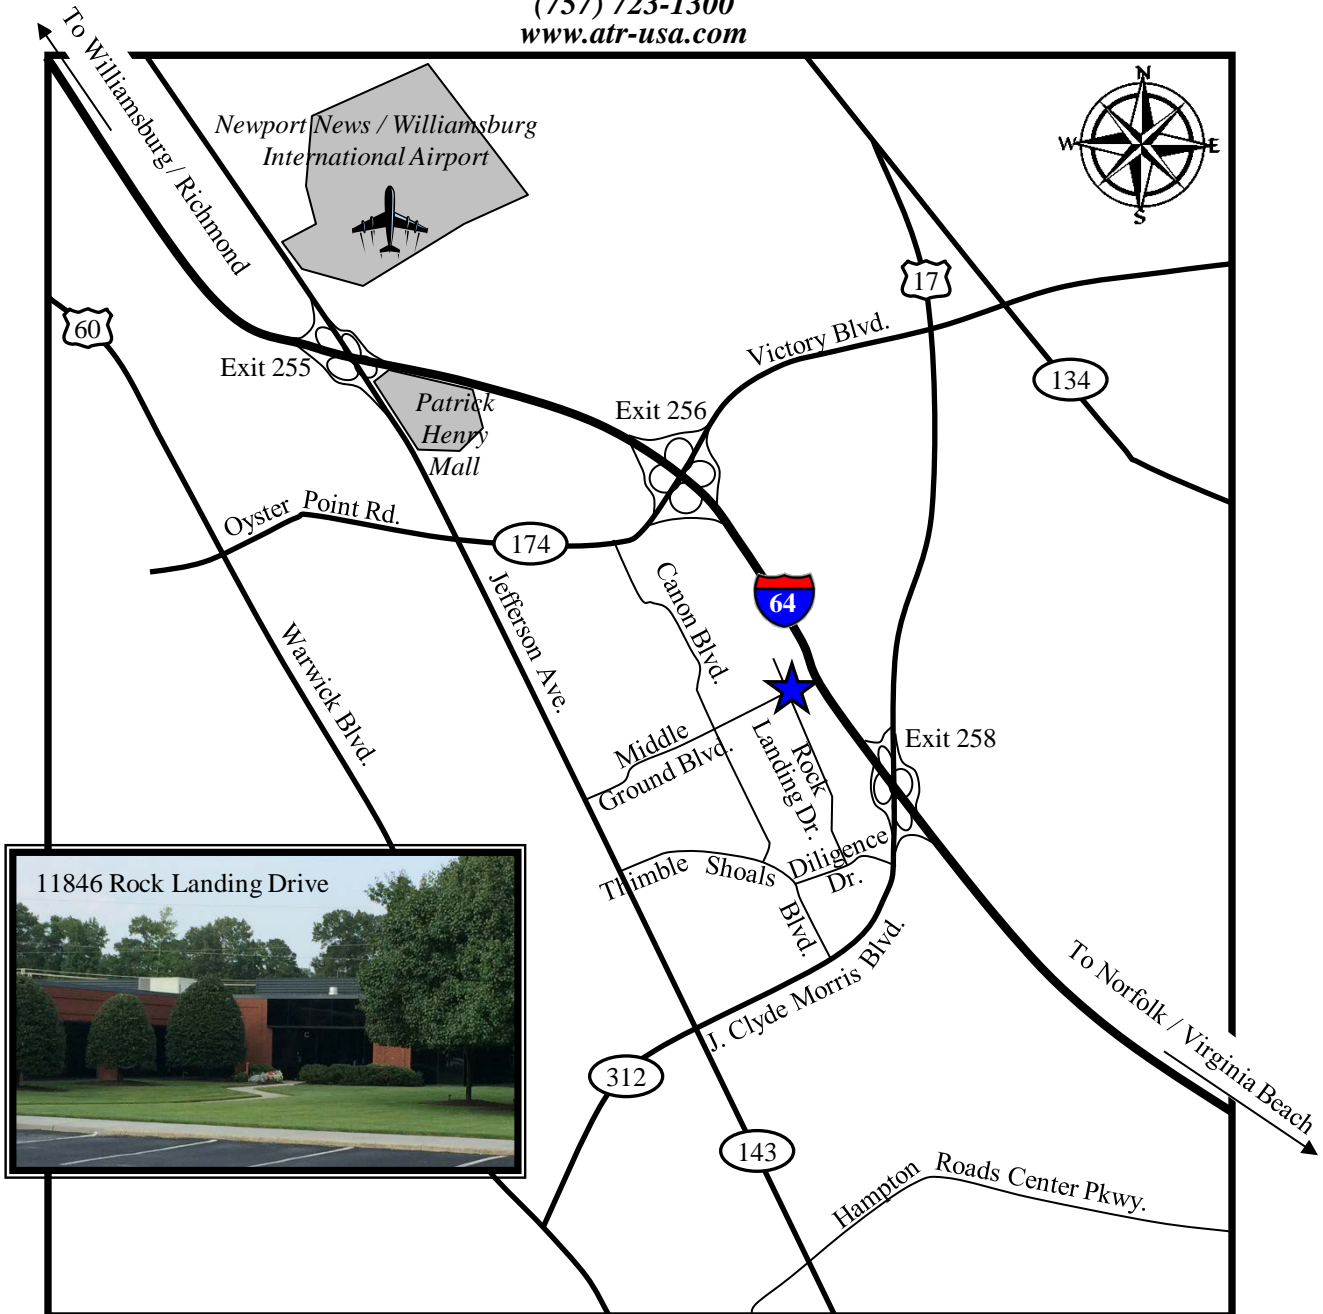 (757) 723-1300
www.atr-usa.com
To Williamsburg / Richmond
Newport News / Williamsburg
International Airport
N
W
E
S
60
17
Exit 255
Victory Blvd.
134
Patrick
Henry
Mall
Exit 256
Oyster Point Rd.
174
64
Canon Blvd.
Jefferson Ave.
Warwick Blvd.
Middle
Ground Blvd.
Rock
Landing Dr.
Exit 258
Thimble Shoals
Blvd.
Diligence
Dr.
11846 Rock Landing Drive
J. Clyde Morris Blvd.
To Norfolk / Virginia Beach
312
143
Hampton Roads Center Pkwy.